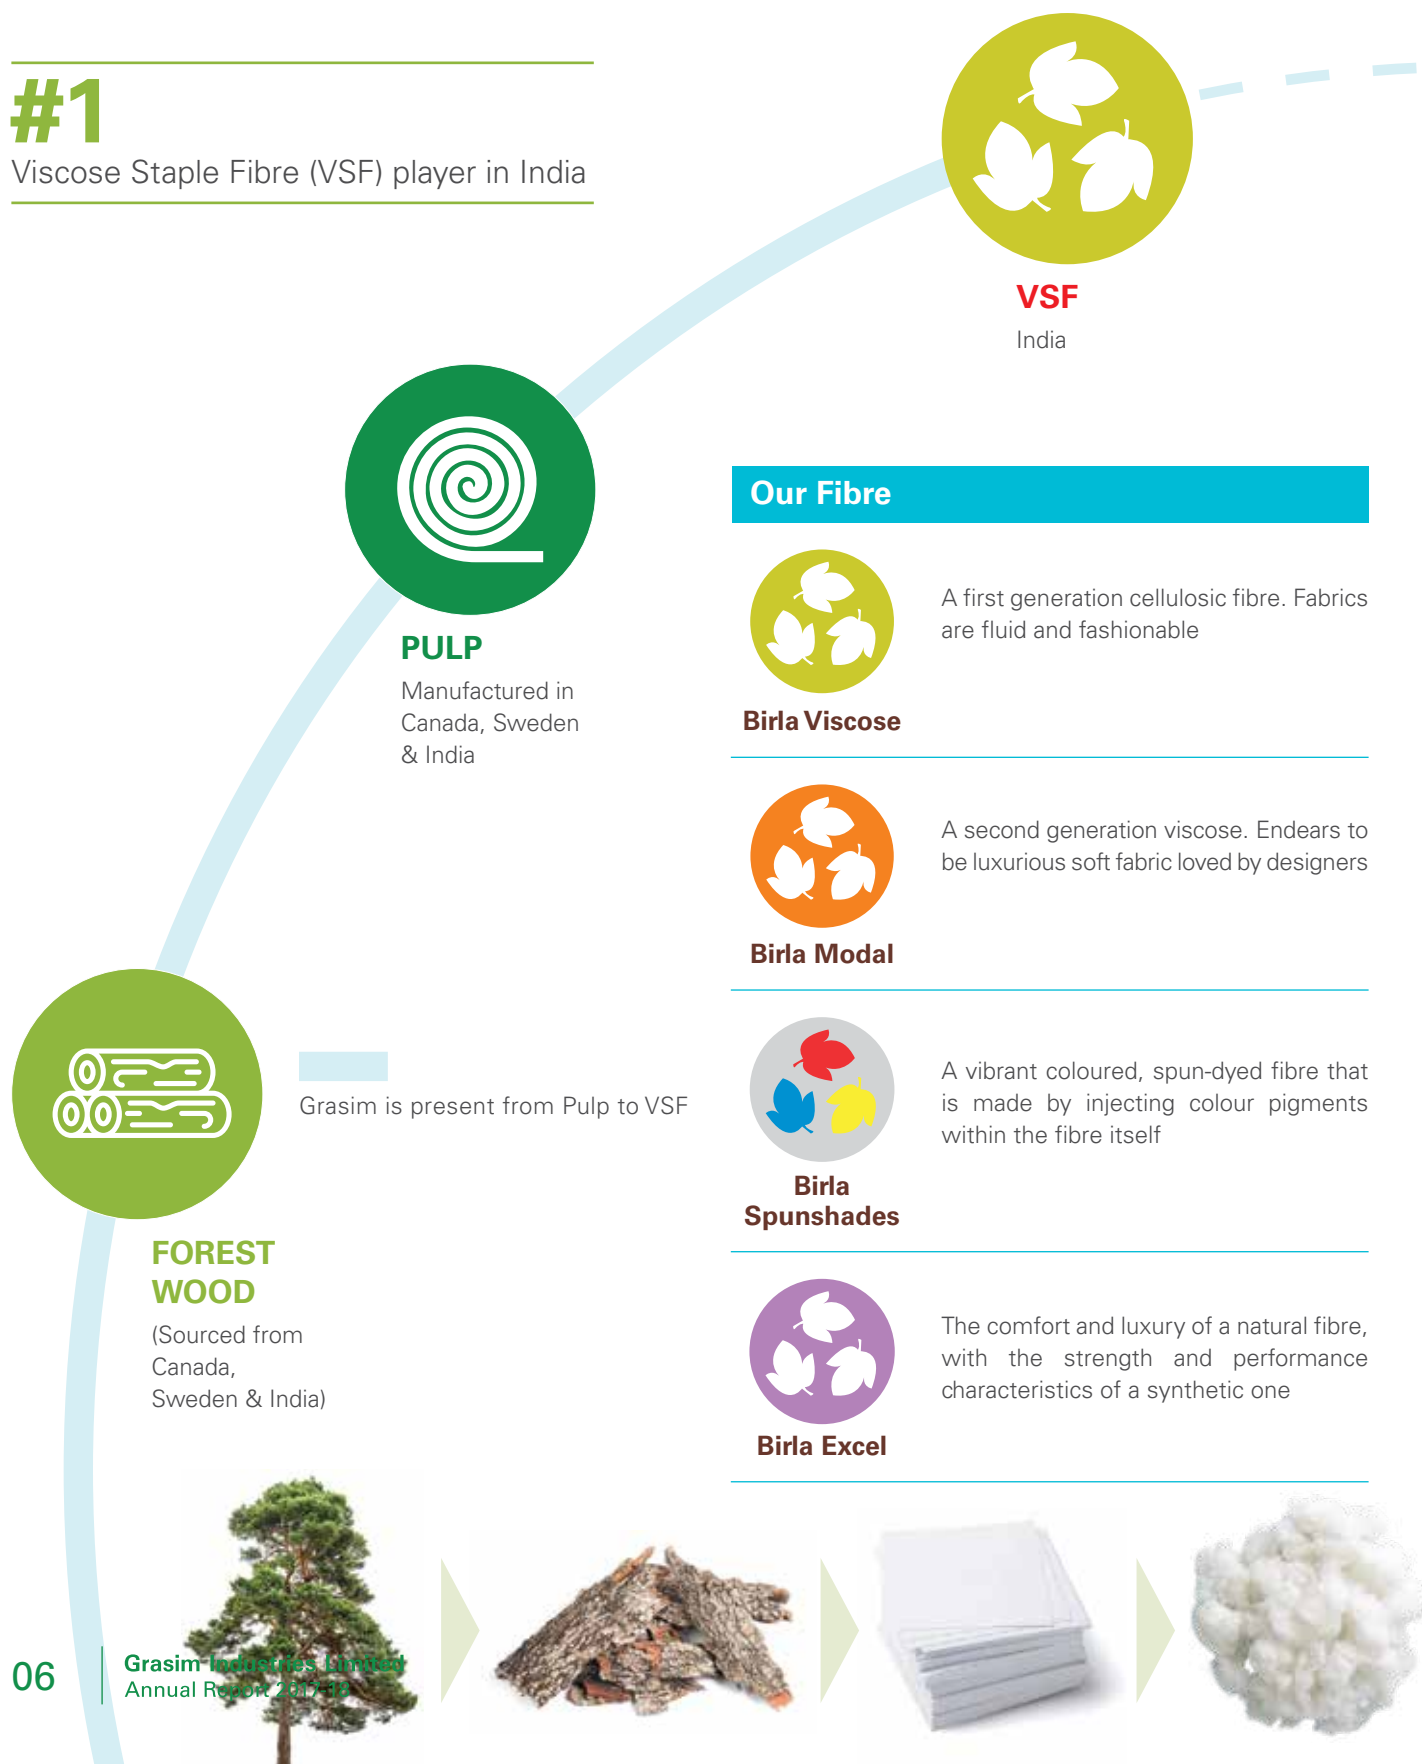 #1
Viscose Staple Fibre (VSF) player in India
VSF
India
PULP
Manufactured in
Canada, Sweden
& India
Grasim is present from Pulp to VSF
FOREST
WOOD
(Sourced from
Canada,
Sweden & India)
Our Fibre
A first generation cellulosic fibre. Fabrics
are fluid and fashionable
Birla Viscose
A second generation viscose. Endears to
be luxurious soft fabric loved by designers
Birla Modal
A vibrant coloured, spun-dyed fibre that
is made by injecting colour pigments
within the fibre itself
Birla
Spunshades
The comfort and luxury of a natural fibre,
with the strength and performance
characteristics of a synthetic one
Birla Excel
06
Grasim Industries Limited
Annual Report 2017-18